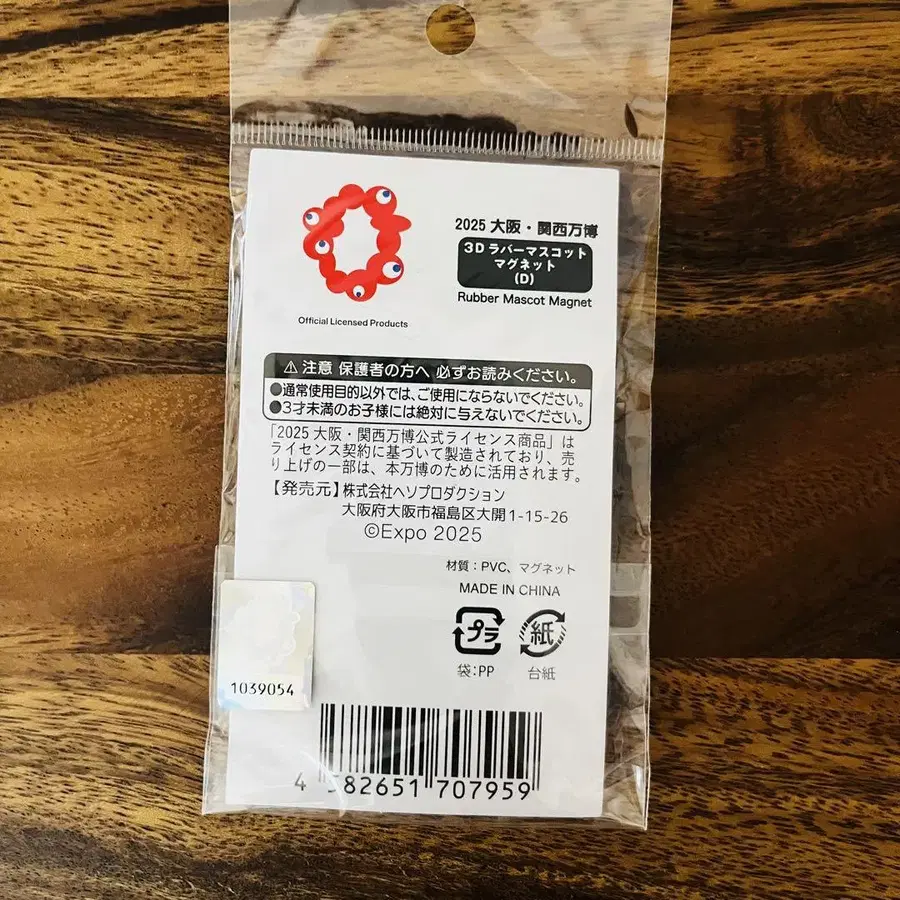 2025 大阪・関西万博
3D ラバーマスコット
マグネット
(D)
Rubber Mascot Magnet
Official Licensed Products
⚠注意 保護者の方へ 必ずお読みください。
●通常使用目的以外では、ご使用にならないでください。
●3才未満のお子様には絶対に与えないでください。
「2025 大阪・関西万博公式ライセンス商品」は
ライセンス契約に基づいて製造されており、売
り上げの一部は、本万博のために活用されます。
【発売元】株式会社ヘソプロダクション
大阪府大阪市福島区大開1-15-26
©Expo 2025
材質：PVC、マグネット
MADE IN CHINA
プラ
紙
袋：PP
台紙
1039054
4 582651 707959